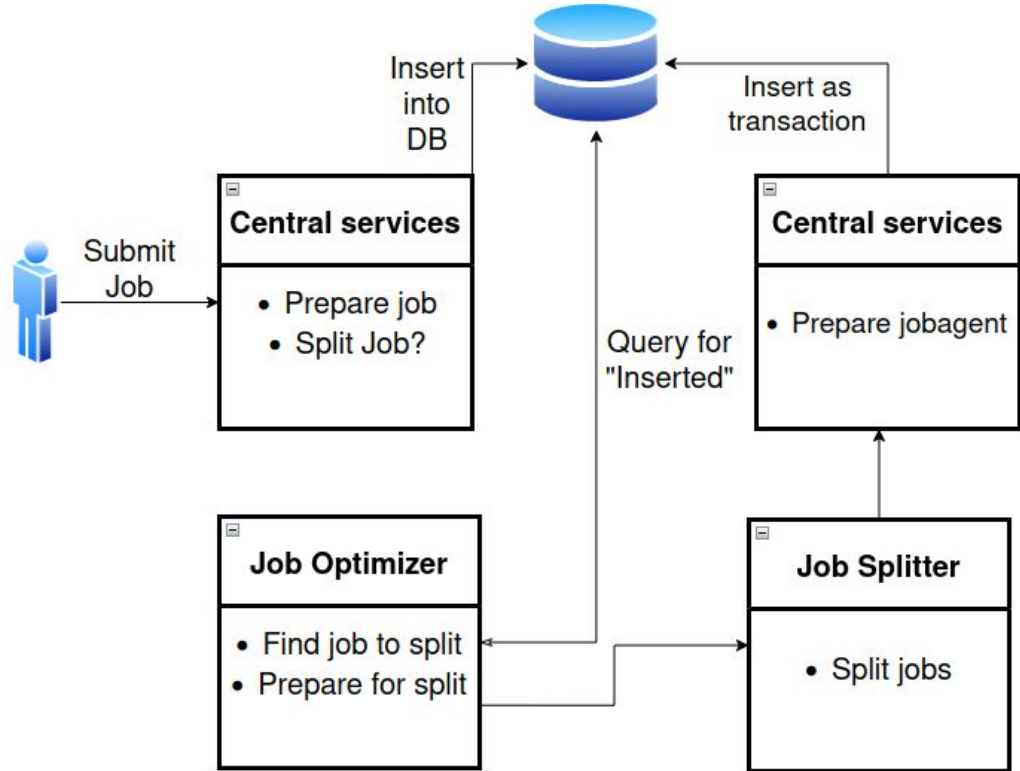 Insert
into
DB
Insert as
transaction
Submit
Job
Central services
• Prepare job
• Split Job?
Central services
• Prepare jobagent
Query for
"Inserted"
Job Optimizer
• Find job to split
• Prepare for split
Job Splitter
• Split jobs